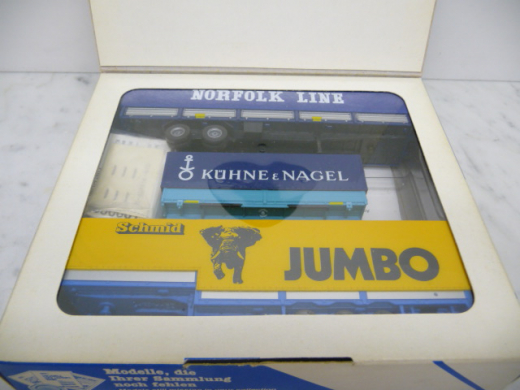 NORFOLK LINE
KÜHNE & NAGEL
Schmid
JUMBO
Modelle, die
Ihrer Sammlung
noch fehlen